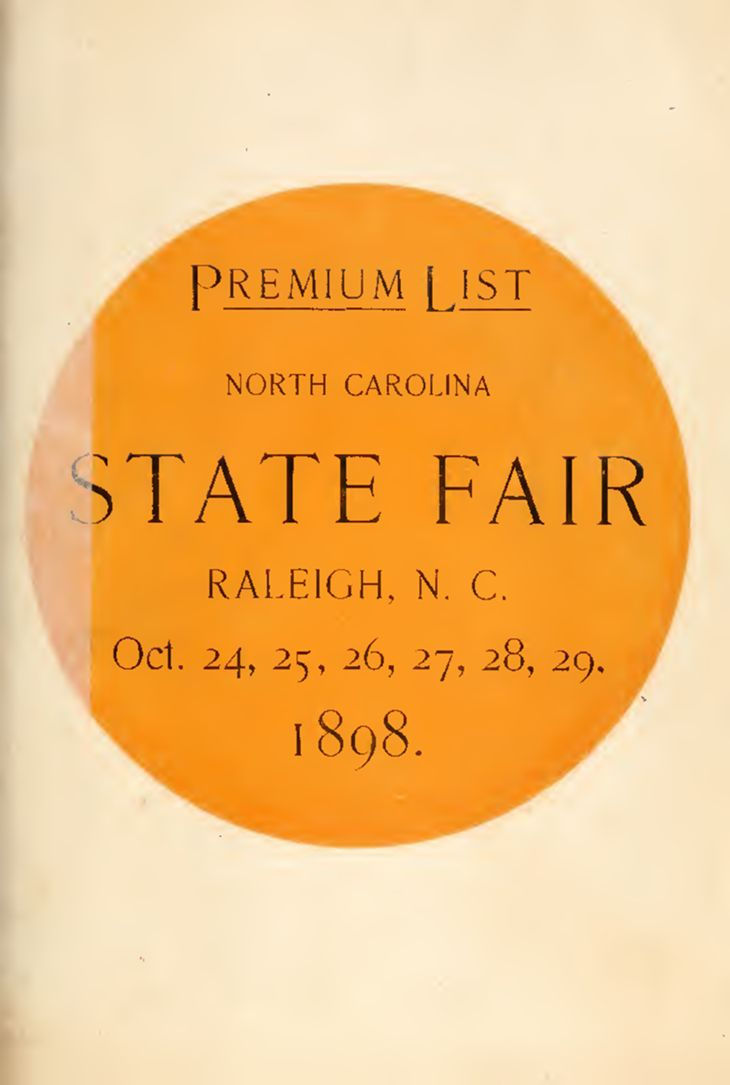 PREMIUM LIST
NORTH CAROLINA
STATE FAIR
RALEIGH, N. C.
Oct. 24, 25, 26, 27, 28, 29.
1898.